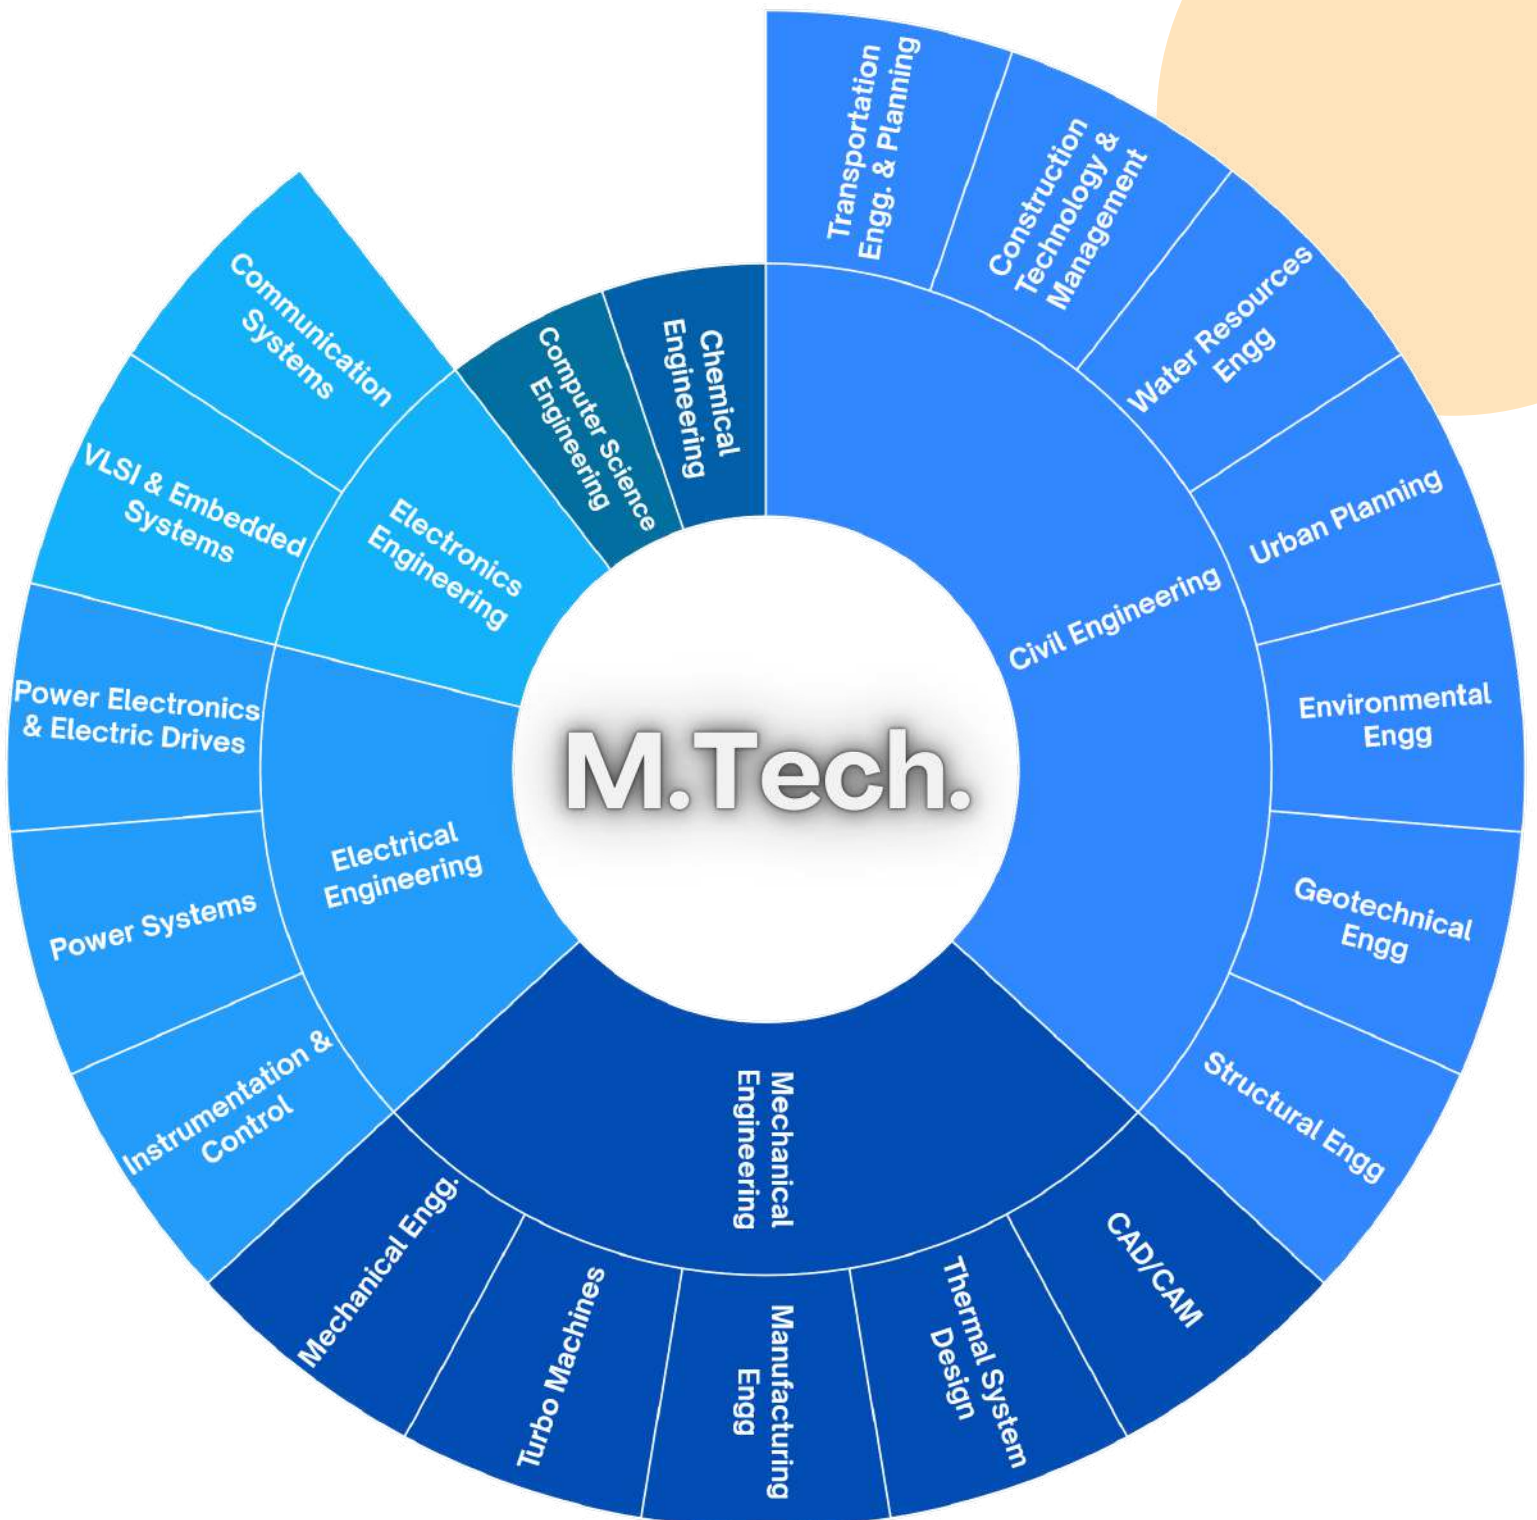 M.Tech.
Civil Engineering
Transportation
Engg. & Planning
Construction
Technology &
Management
Water Resources
Engg
Urban Planning
Environmental
Engg
Geotechnical
Engg
Structural Engg
Mechanical
Engineering
CAD/CAM
Thermal System
Design
Manufacturing
Engg
Turbo Machines
Mechanical Engg.
Electrical
Engineering
Instrumentation &
Control
Power Systems
Power Electronics
& Electric Drives
Electronics
Engineering
VLSI & Embedded
Systems
Communication
Systems
Computer Science
Engineering
Chemical
Engineering